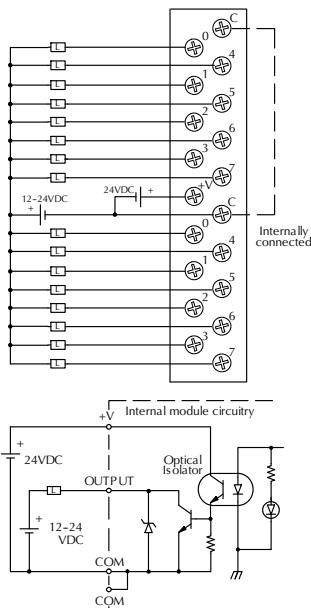 C
L
0
L
4
L
1
L
5
L
2
L
6
L
3
L
7
24VDC
+
+V
12–24VDC
+
C
L
0
Internally
connected
L
4
L
1
L
5
L
2
L
6
L
3
L
7
+V
Internal module circuitry
+
24VDC
Optical
Isolator
OUTPUT
L
+
12–24
VDC
COM
COM